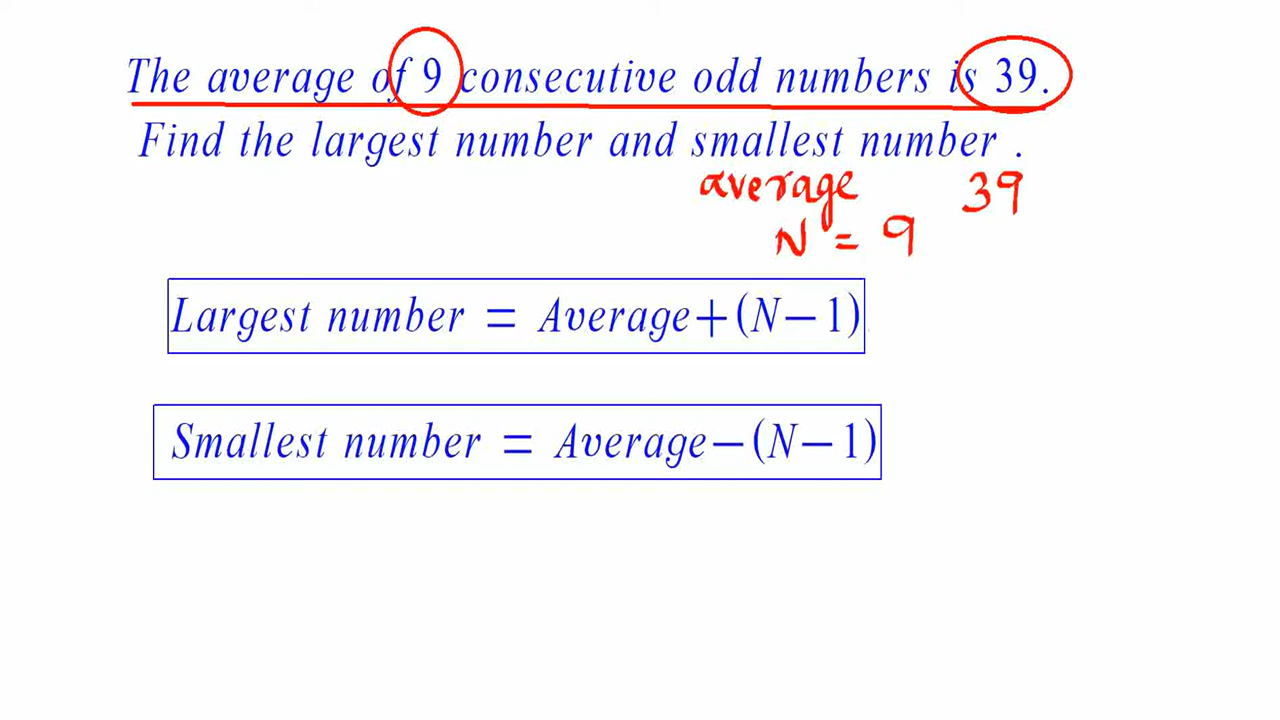 The average of 9 consecutive odd numbers is 39.
Find the largest number and smallest number .
average 39
N = 9
Largest number = Average+(N−1)
Smallest number = Average−(N−1)